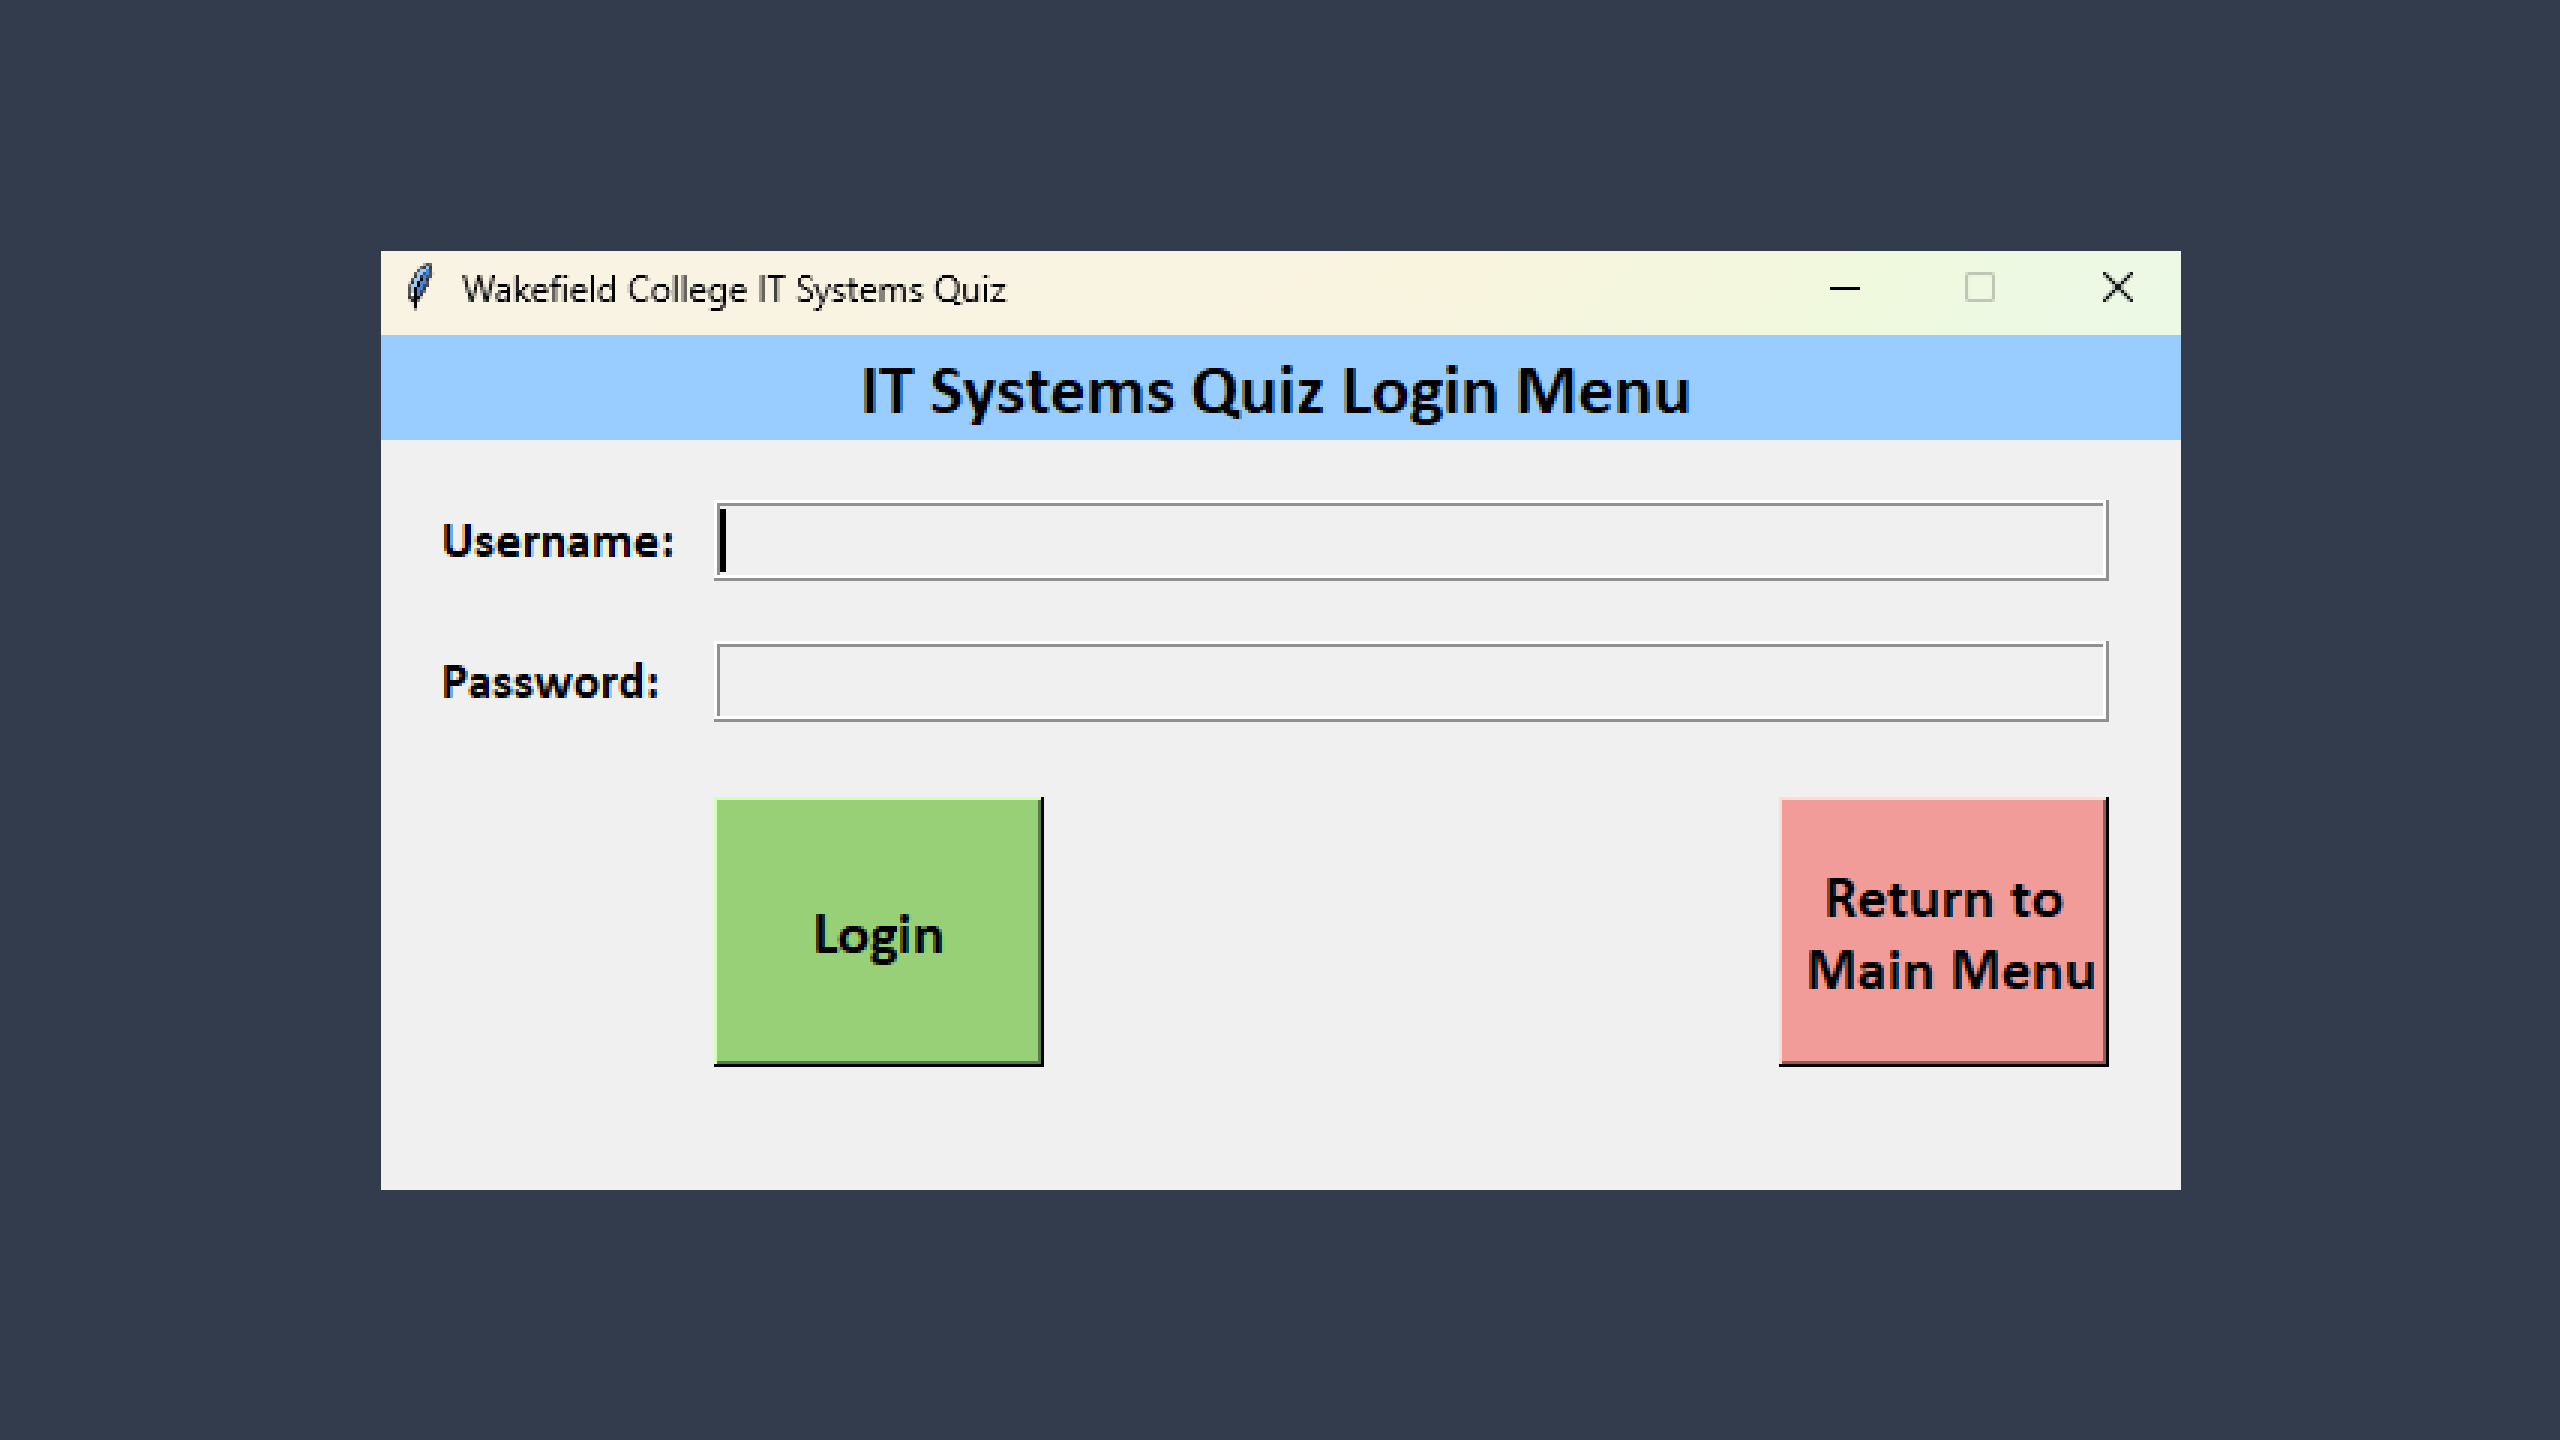 Wakefield College IT Systems Quiz
IT Systems Quiz Login Menu
Username:
Password:
Login
Return to
Main Menu